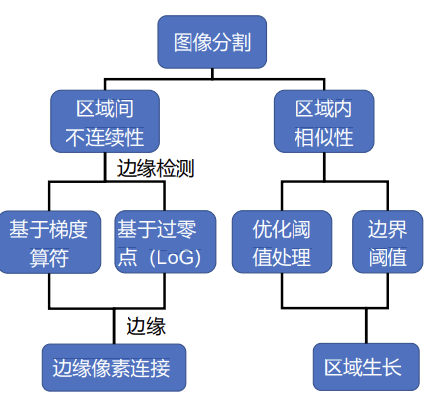 图像分割
区域间
不连续性
区域内
相似性
边缘检测
基于梯度
算符
基于过零
点（LoG）
优化阈
值处理
边界
阈值
边缘
边缘像素连接
区域生长